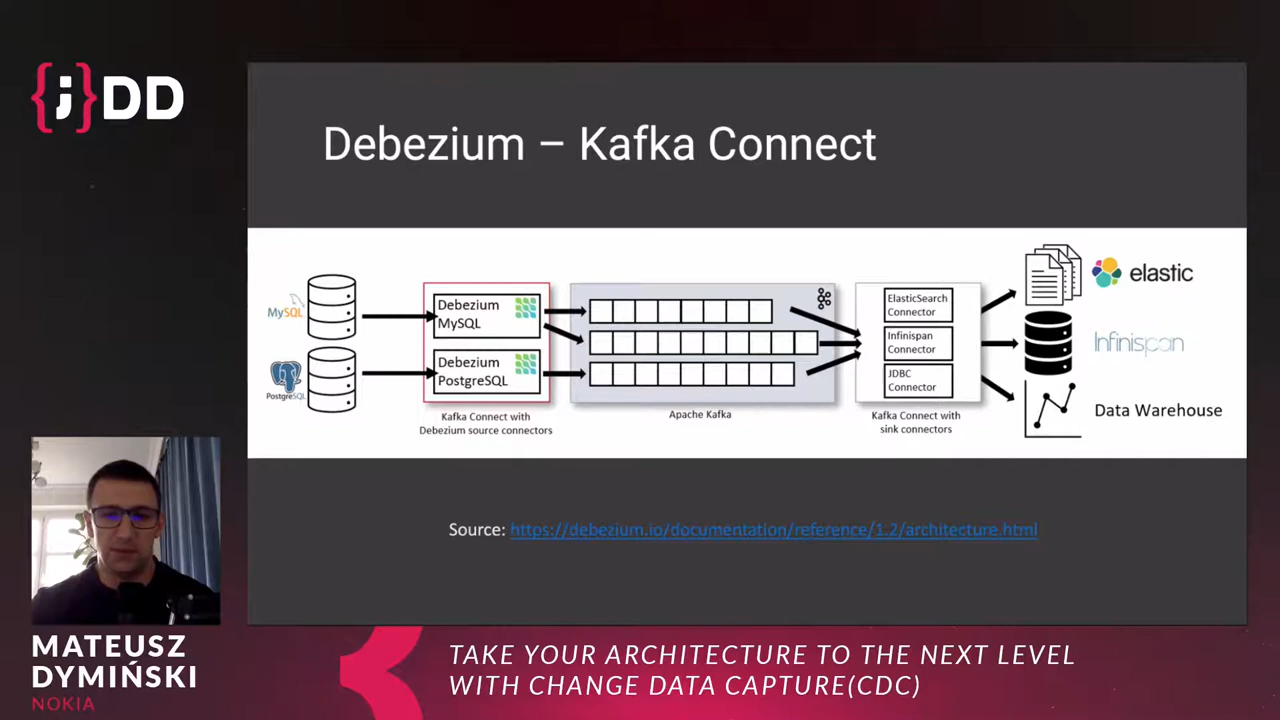 {;}DD
Debezium – Kafka Connect
MySQL
PostgreSQL
Debezium
MySQL
Debezium
PostgreSQL
Kafka Connect with
Debezium source connectors
Apache Kafka
ElasticSearch
Connector
Infinispan
Connector
JDBC
Connector
Kafka Connect with
sink connectors
elastic
Infinispan
Data Warehouse
Source: https://debezium.io/documentation/reference/1.2/architecture.html
MATEUSZ
DYMIŃSKI
NOKIA
TAKE YOUR ARCHITECTURE TO THE NEXT LEVEL
WITH CHANGE DATA CAPTURE(CDC)